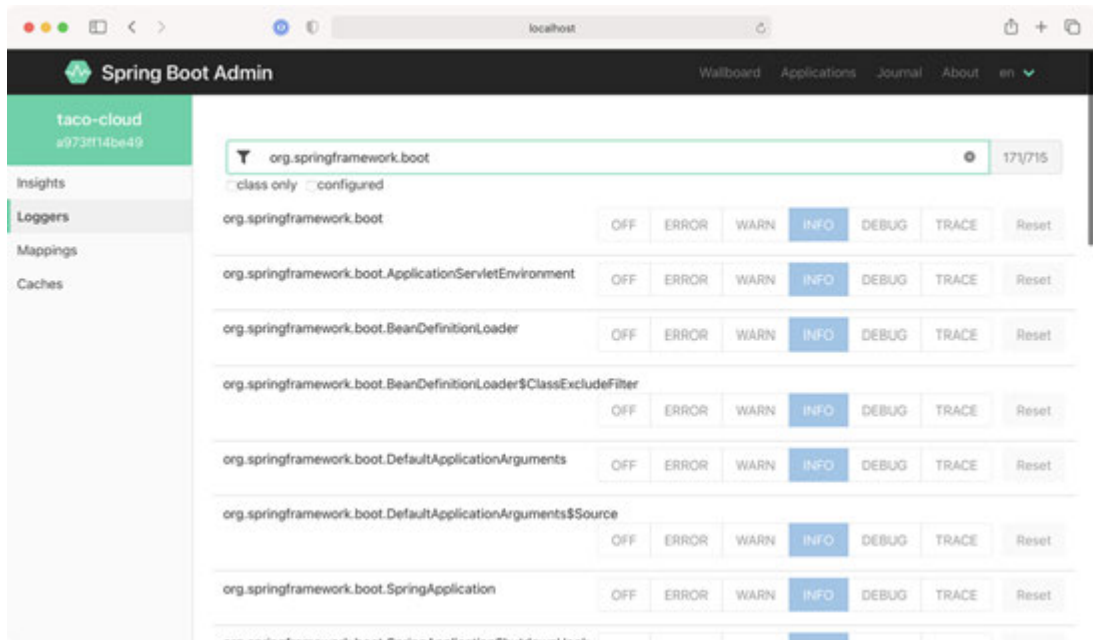 localhost
Spring Boot Admin
Wallboard Applications Journal About en
taco-cloud
a973ff14be49
org.springframework.boot
171/715
class only configured
Insights
Loggers
Mappings
Caches
org.springframework.boot
OFF ERROR WARN INFO DEBUG TRACE Reset
org.springframework.boot.ApplicationServletEnvironment
OFF ERROR WARN INFO DEBUG TRACE Reset
org.springframework.boot.BeanDefinitionLoader
OFF ERROR WARN INFO DEBUG TRACE Reset
org.springframework.boot.BeanDefinitionLoader$ClassExcludeFilter
OFF ERROR WARN INFO DEBUG TRACE Reset
org.springframework.boot.DefaultApplicationArguments
OFF ERROR WARN INFO DEBUG TRACE Reset
org.springframework.boot.DefaultApplicationArguments$Source
OFF ERROR WARN INFO DEBUG TRACE Reset
org.springframework.boot.SpringApplication
OFF ERROR WARN INFO DEBUG TRACE Reset